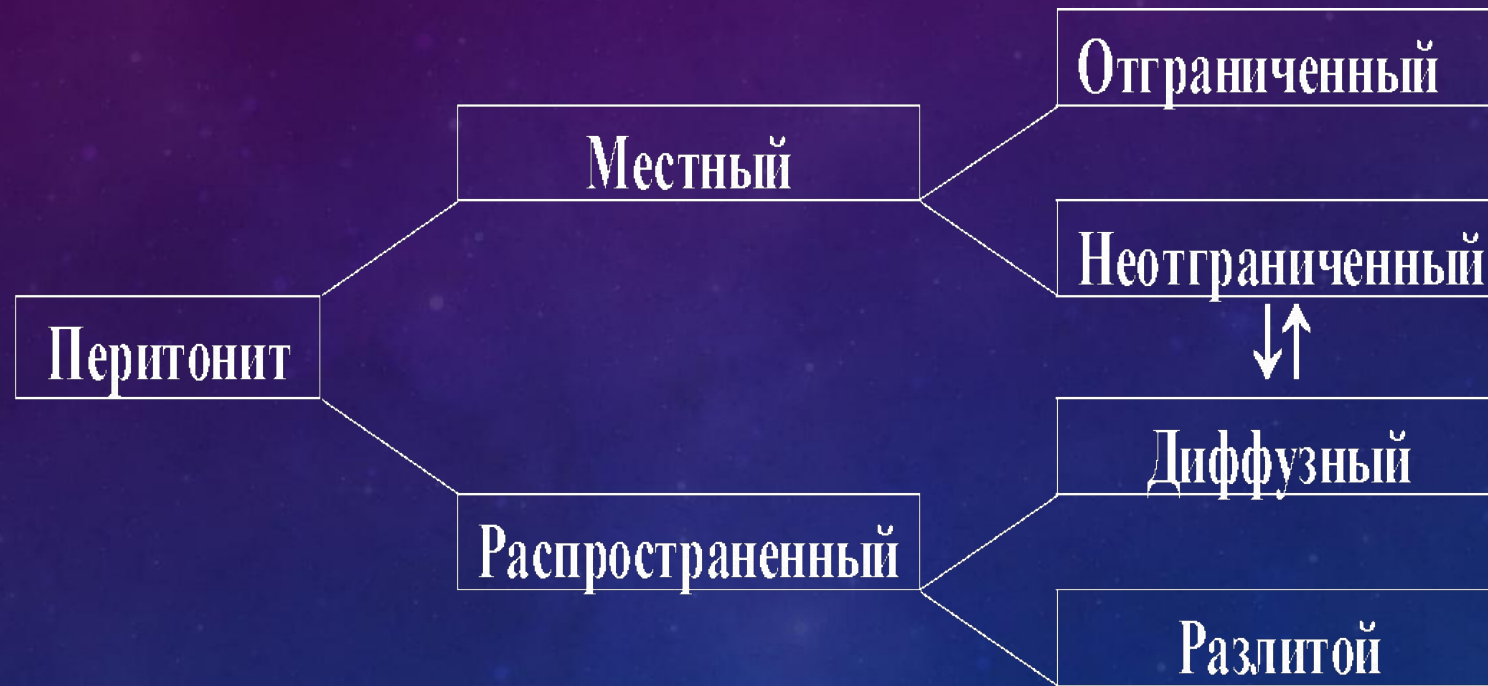 Отграниченный
Местный
Неотграниченный
↓↑
Перитонит
Диффузный
Распространенный
Разлитой